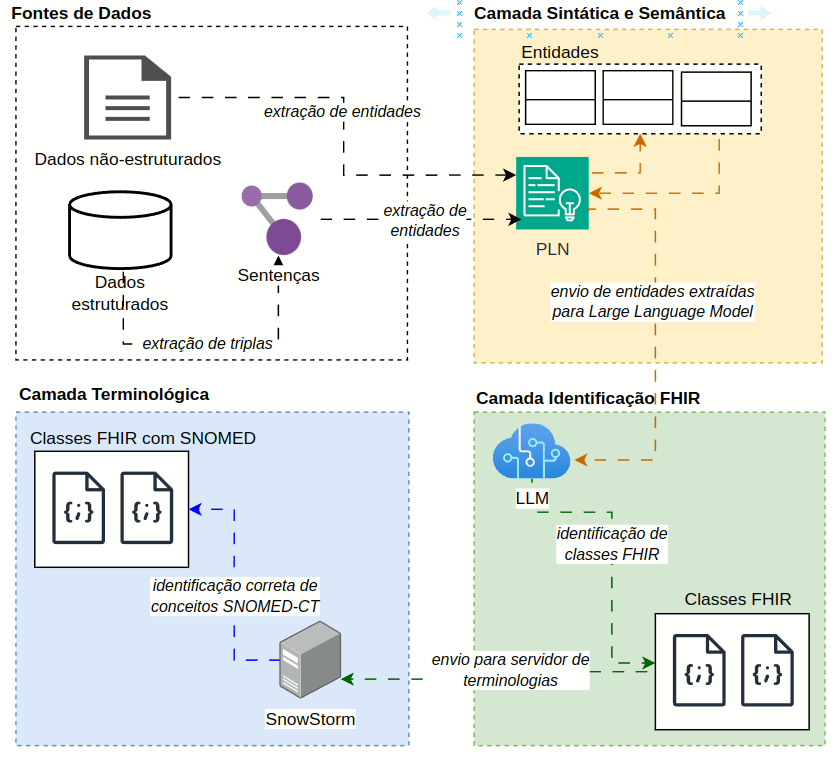 Fontes de Dados
Camada Sintática e Semântica
Entidades
extração de entidades
Dados não-estruturados
extração de
entidades
PLN
Sentenças
Dados
estruturados
extração de triplas
envio de entidades extraídas
para Large Language Model
Camada Terminológica
Camada Identificação FHIR
Classes FHIR com SNOMED
{;}
{;}
LLM
identificação de
classes FHIR
identificação correta de
conceitos SNOMED-CT
Classes FHIR
{;}
{;}
envio para servidor de
terminologias
SnowStorm